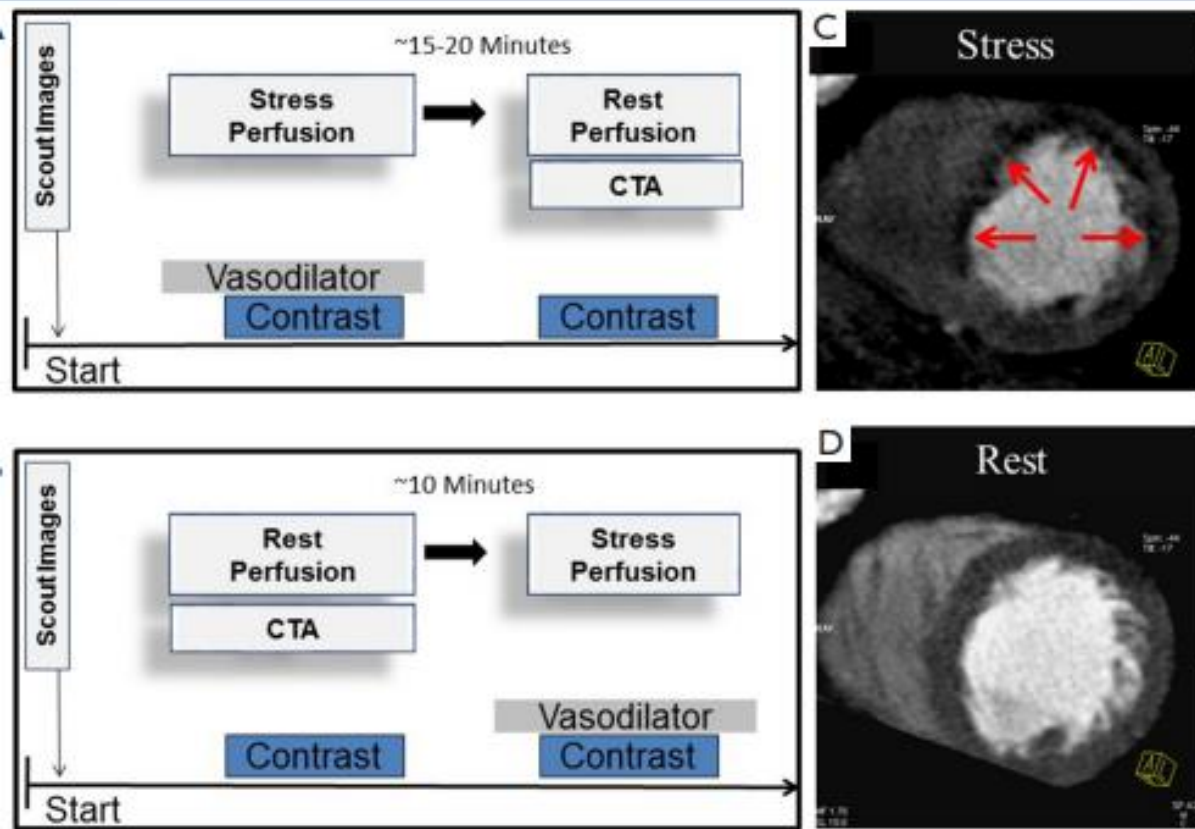 Scout Images
~15-20 Minutes
Stress
Perfusion
Rest
Perfusion
CTA
Vasodilator
Contrast
Contrast
Start
C
Stress
Scout Images
~10 Minutes
Rest
Perfusion
CTA
Stress
Perfusion
Vasodilator
Contrast
Contrast
Start
D
Rest